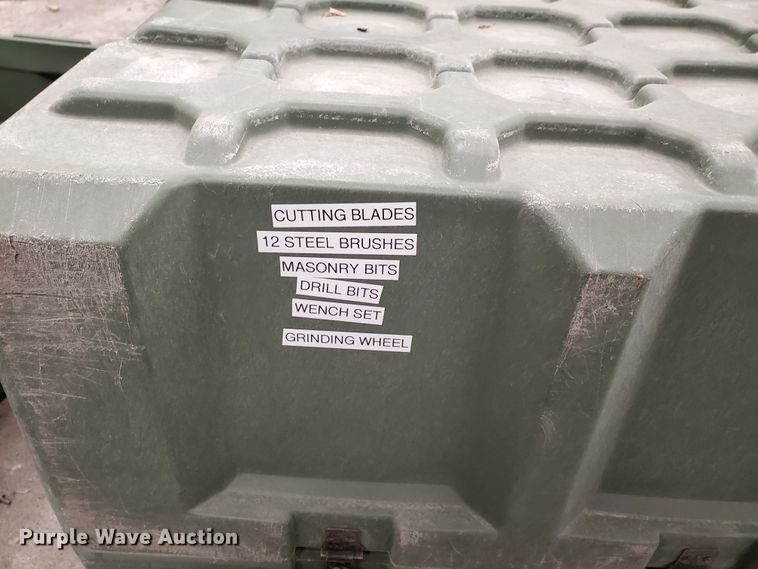 CUTTING BLADES
12 STEEL BRUSHES
MASONRY BITS
DRILL BITS
WENCH SET
GRINDING WHEEL
Purple Wave Auction